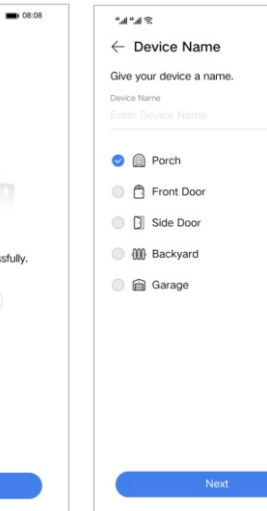 08:08
ssfully.
Device Name
Give your device a name.
Device Name
Enter Device Name
Porch
Front Door
Side Door
Backyard
Garage
Next